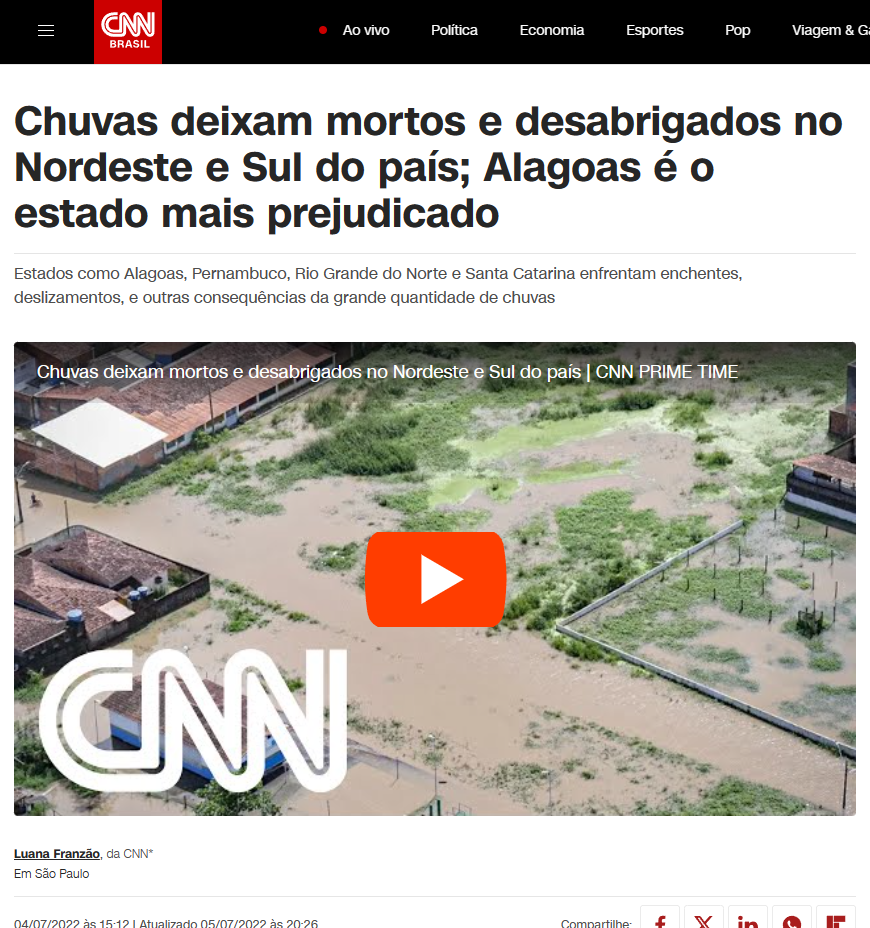 CNN
BRASIL
Ao vivo
Política
Economia
Esportes
Pop
Viagem & Ga
Chuvas deixam mortos e desabrigados no
Nordeste e Sul do país; Alagoas é o
estado mais prejudicado
Estados como Alagoas, Pernambuco, Rio Grande do Norte e Santa Catarina enfrentam enchentes,
deslizamentos, e outras consequências da grande quantidade de chuvas
Chuvas deixam mortos e desabrigados no Nordeste e Sul do país | CNN PRIME TIME
CNN
Luana Franzão, da CNN*
Em São Paulo
04/07/2022 às 15:12 | Atualizado 05/07/2022 às 20:26
Compartilhe: